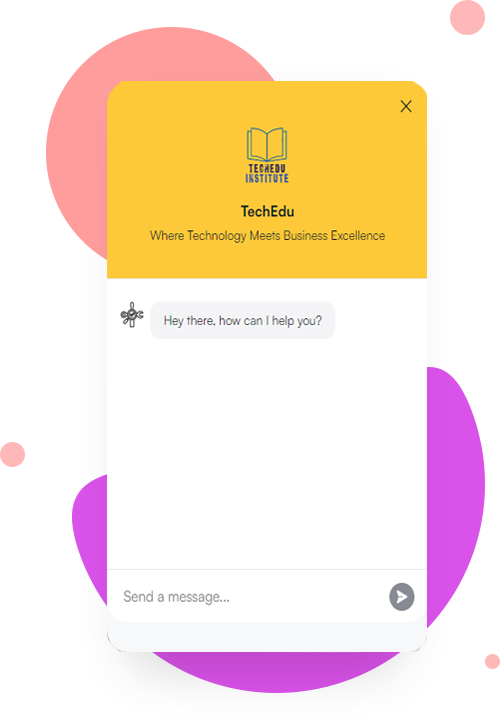 TECHEDU
INSTITUTE
TechEdu
Where Technology Meets Business Excellence
Hey there, how can I help you?
Send a message...